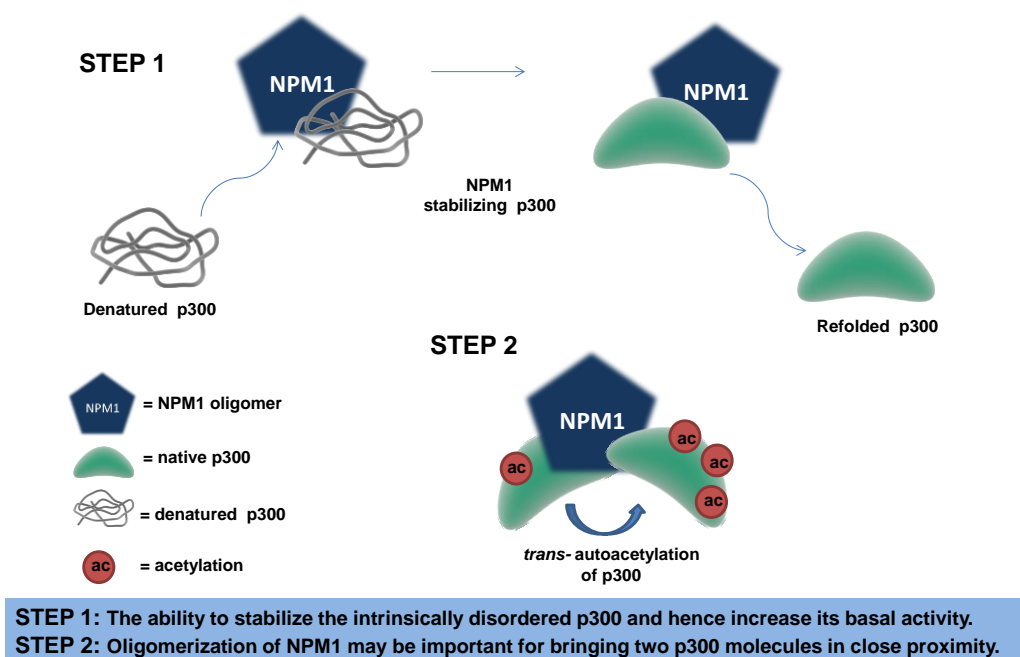 STEP 1
NPM1
NPM1
NPM1
stabilizing p300
Denatured p300
Refolded p300
STEP 2
NPM1
NPM1
= NPM1 oligomer
= native p300
= denatured p300
ac
= acetylation
ac
ac
ac
ac
trans- autoacetylation
of p300
STEP 1: The ability to stabilize the intrinsically disordered p300 and hence increase its basal activity.
STEP 2: Oligomerization of NPM1 may be important for bringing two p300 molecules in close proximity.